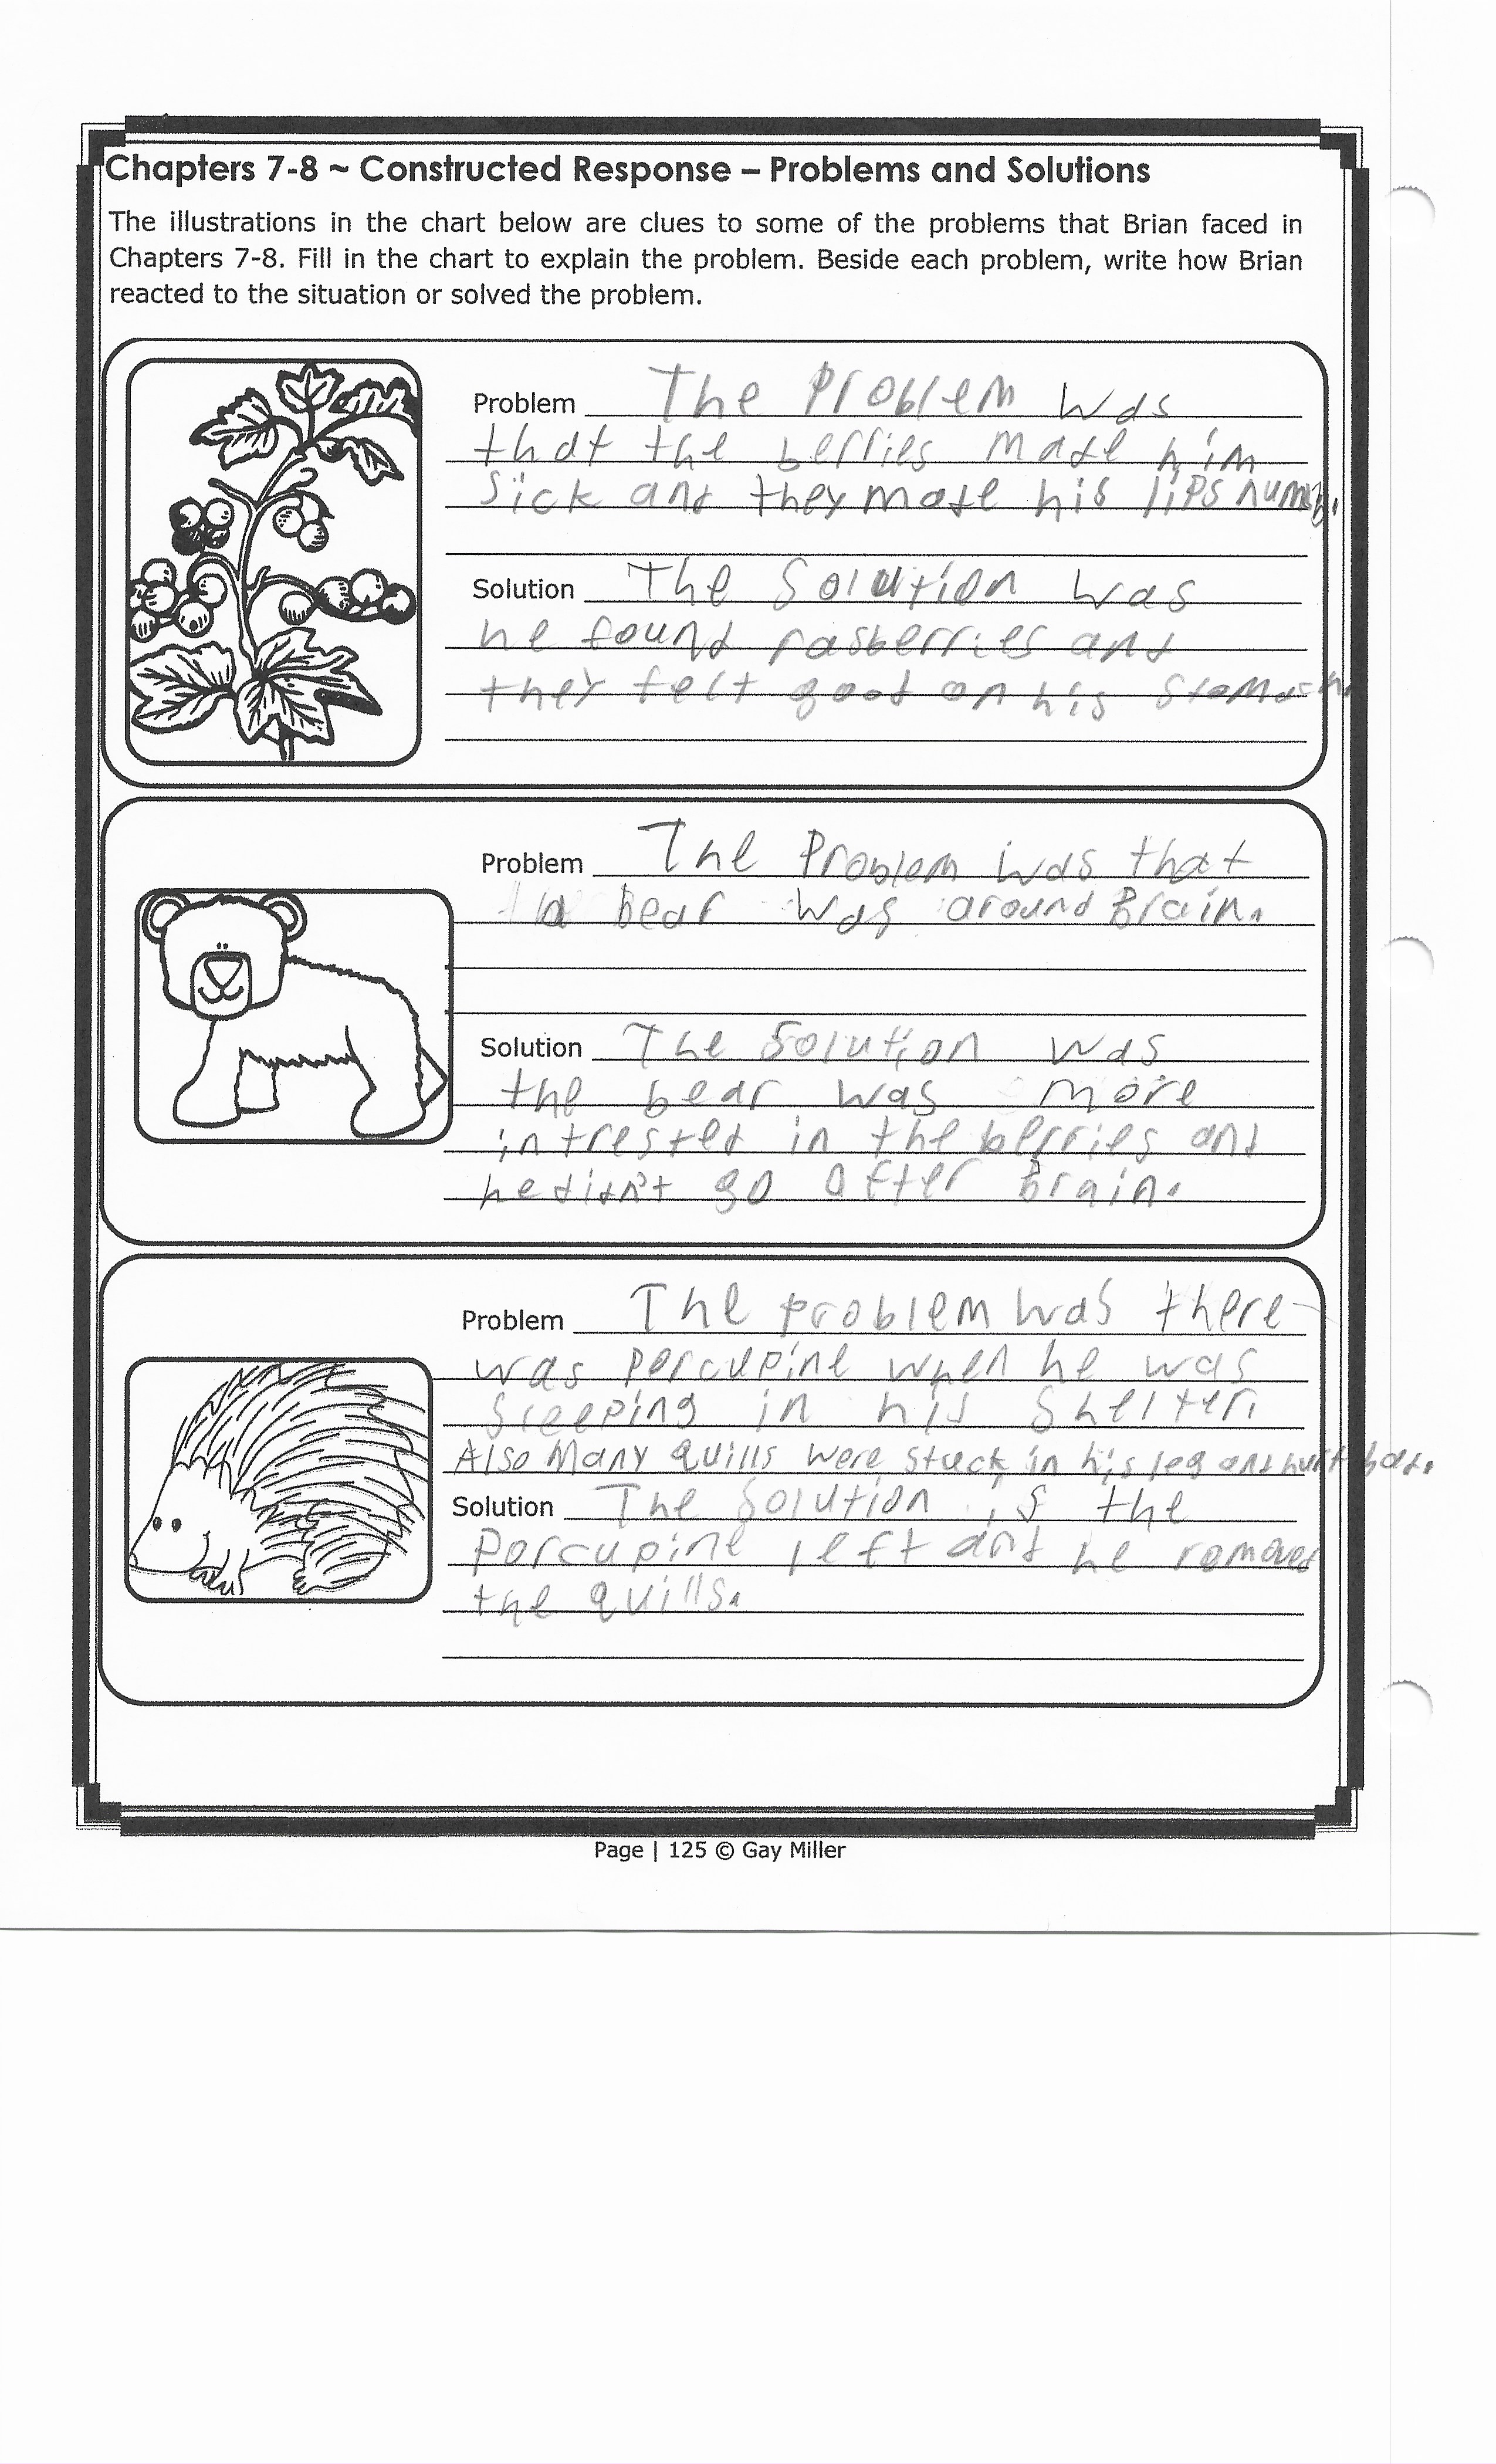 Chapters 7-8 ~ Constructed Response – Problems and Solutions
The illustrations in the chart below are clues to some of the problems that Brian faced in
Chapters 7-8. Fill in the chart to explain the problem. Beside each problem, write how Brian
reacted to the situation or solved the problem.
Problem The Problem was
that the berries made him
sick and they made his lips numb.
Solution The Solution was
he found rasberries and
they felt good on his stomach.
Problem The Problem was that
a bear was around Brain.
Solution The Solution was
the bear was more
intrested in the berries and
he didn't go after Brain.
Problem The problem was there
was porcupine when he was
sleeping in his shelter.
Also Many quills were stuck in his leg and hurt bad.
Solution The Solution is the
porcupine left and he removed
the quills.
Page | 125 © Gay Miller